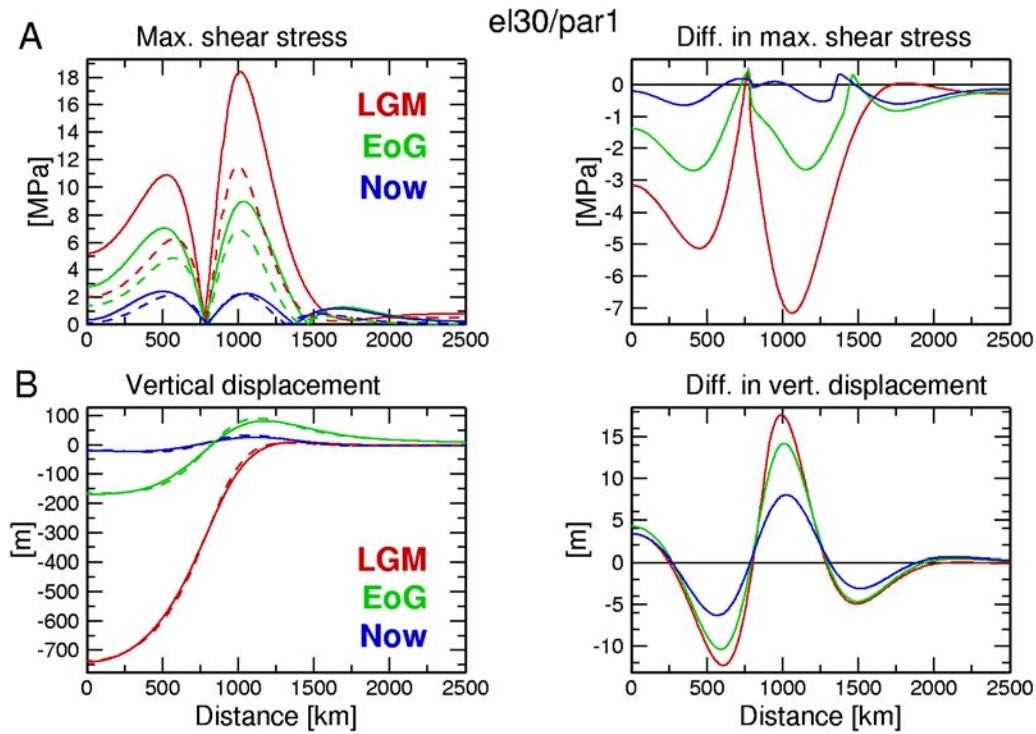 el30/par1
A
Max. shear stress
18
16
14
12
10
8
6
4
2
0
[MPa]
LGM
EoG
Now
0 500 1000 1500 2000 2500
Diff. in max. shear stress
0
-1
-2
-3
-4
-5
-6
-7
[MPa]
0 500 1000 1500 2000 2500
B
Vertical displacement
100
0
-100
-200
-300
-400
-500
-600
-700
[m]
LGM
EoG
Now
0 500 1000 1500 2000 2500
Distance [km]
Diff. in vert. displacement
15
10
5
0
-5
-10
[m]
0 500 1000 1500 2000 2500
Distance [km]